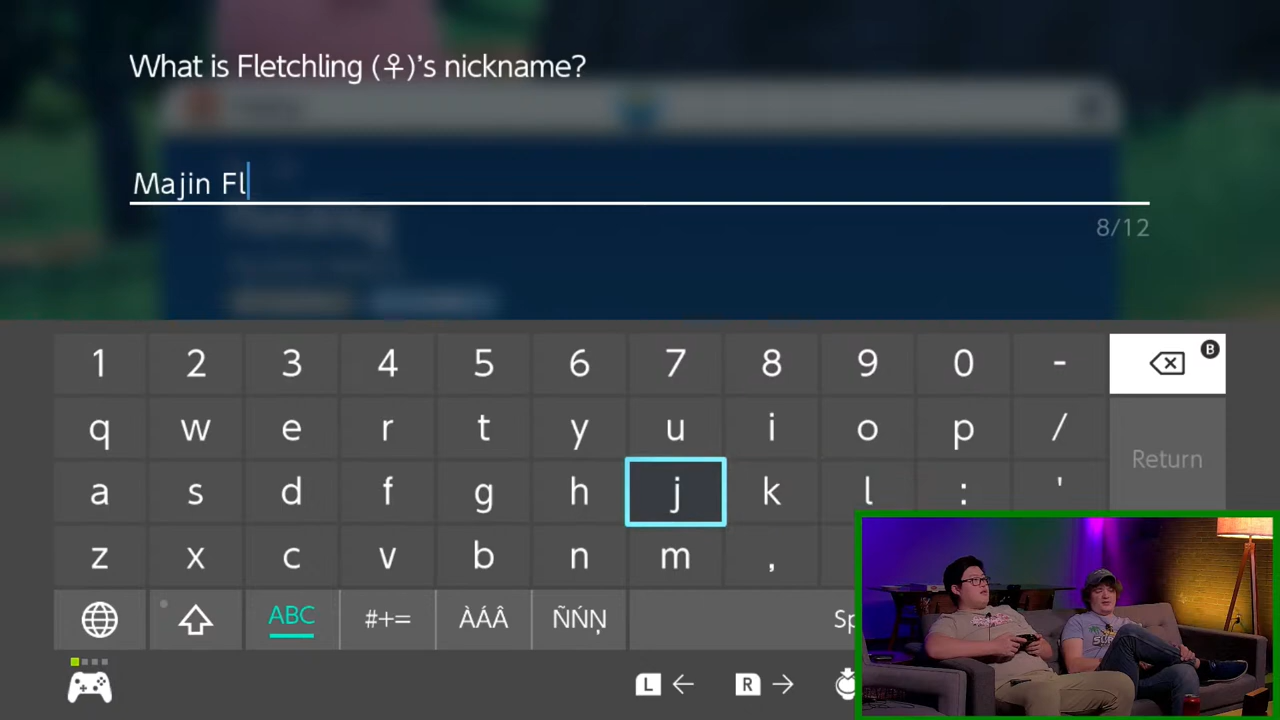 What is Fletchling (♀)'s nickname?
Majin Fl
8/12
1 2 3 4 5 6 7 8 9 0 - B
q w e r t y u i o p / Return
a s d f g h j k l : '
z x c v b n m ,
ABC #+= ÀÁÂ ÑŃŅ Sp
L ← R →